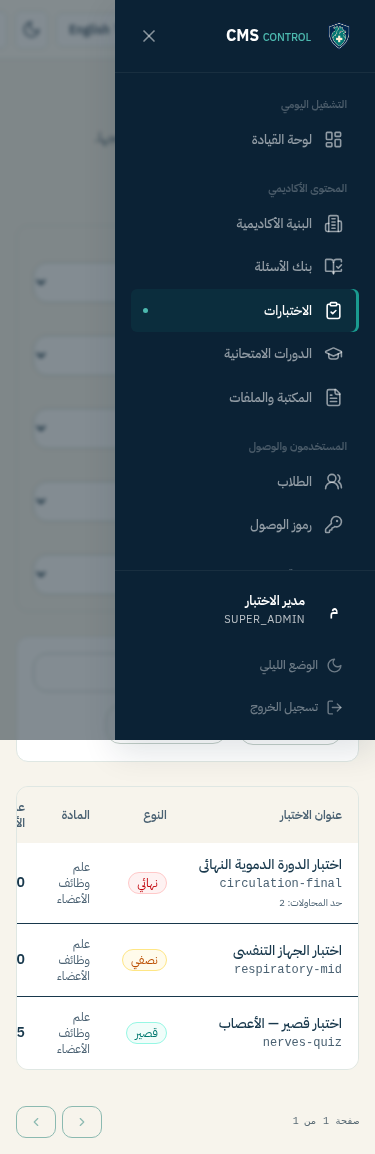 CMS CONTROL
English
التشغيل اليومي
لوحة القيادة
المحتوى الأكاديمي
البنية الأكاديمية
بنك الأسئلة
الاختبارات
الدورات الامتحانية
المكتبة والملفات
المستخدمون والوصول
الطلاب
رموز الوصول
م
مدير الاختبار
SUPER_ADMIN
الوضع الليلي
تسجيل الخروج
عنوان الاختبار
النوع
المادة
اختبار الدورة الدموية النهائي
circulation-final
حد المحاولات: 2
نهائي
علم
وظائف
الأعضاء
0
اختبار الجهاز التنفسي
respiratory-mid
نصفي
علم
وظائف
الأعضاء
0
اختبار قصير — الأعصاب
nerves-quiz
قصير
علم
وظائف
الأعضاء
5
صفحة 1 من 1